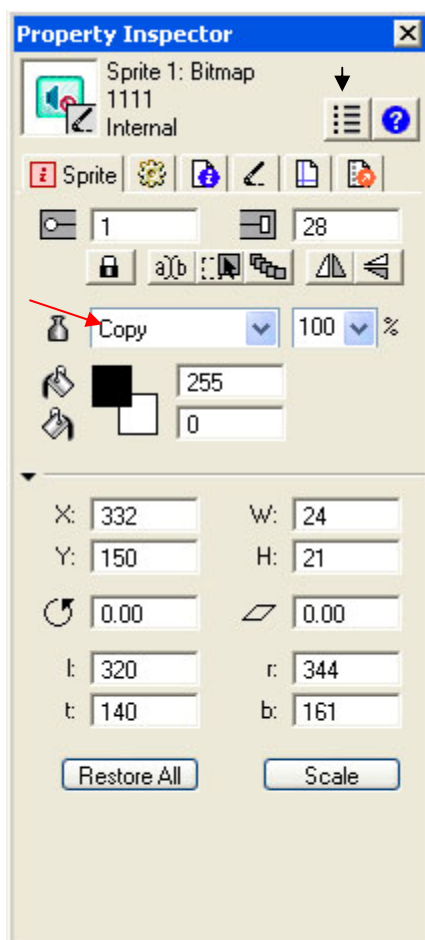 Property Inspector
Sprite 1: Bitmap
1111
Internal
Sprite
1 28
a b
Copy 100 %
255
0
X: 332 W: 24
Y: 150 H: 21
0.00 0.00
l: 320 r: 344
t: 140 b: 161
Restore All Scale